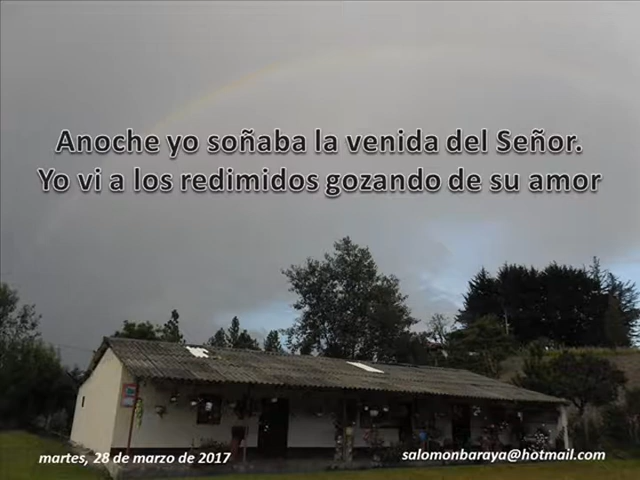 Anoche yo soñaba la venida del Señor.
Yo vi a los redimidos gozando de su amor
martes, 28 de marzo de 2017
salomonbaraya@hotmail.com